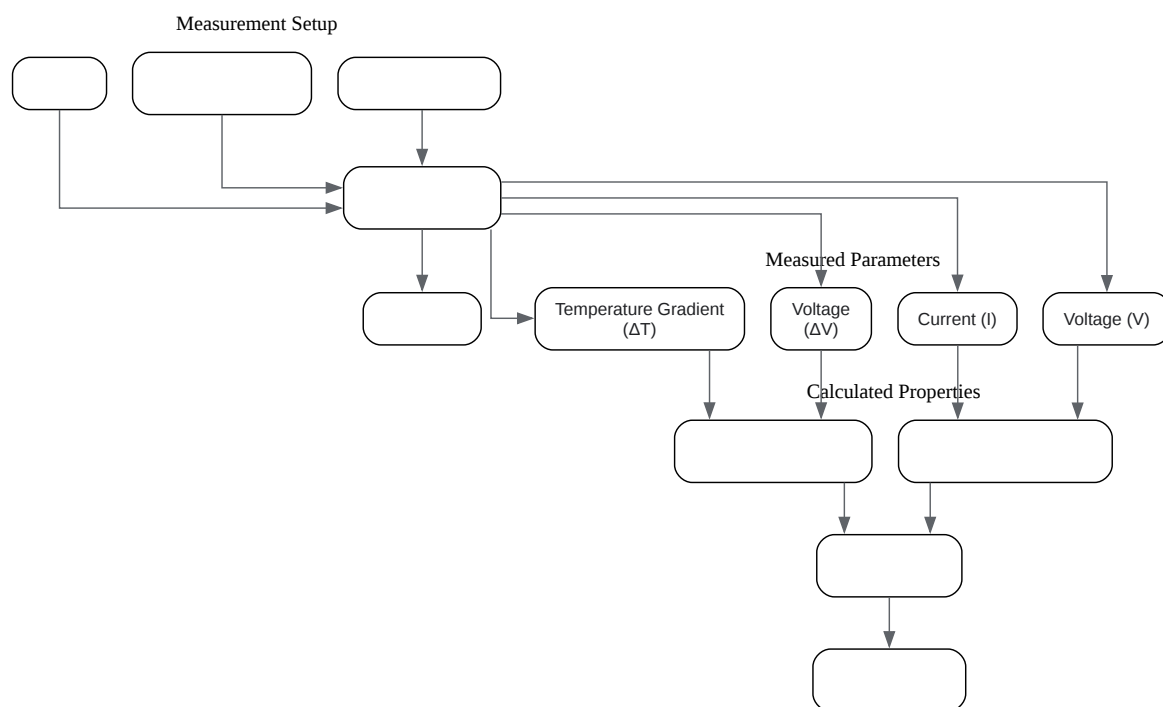 Measurement Setup
Measured Parameters
Temperature Gradient
(ΔT)
Voltage
(ΔV)
Current (I)
Voltage (V)
Calculated Properties